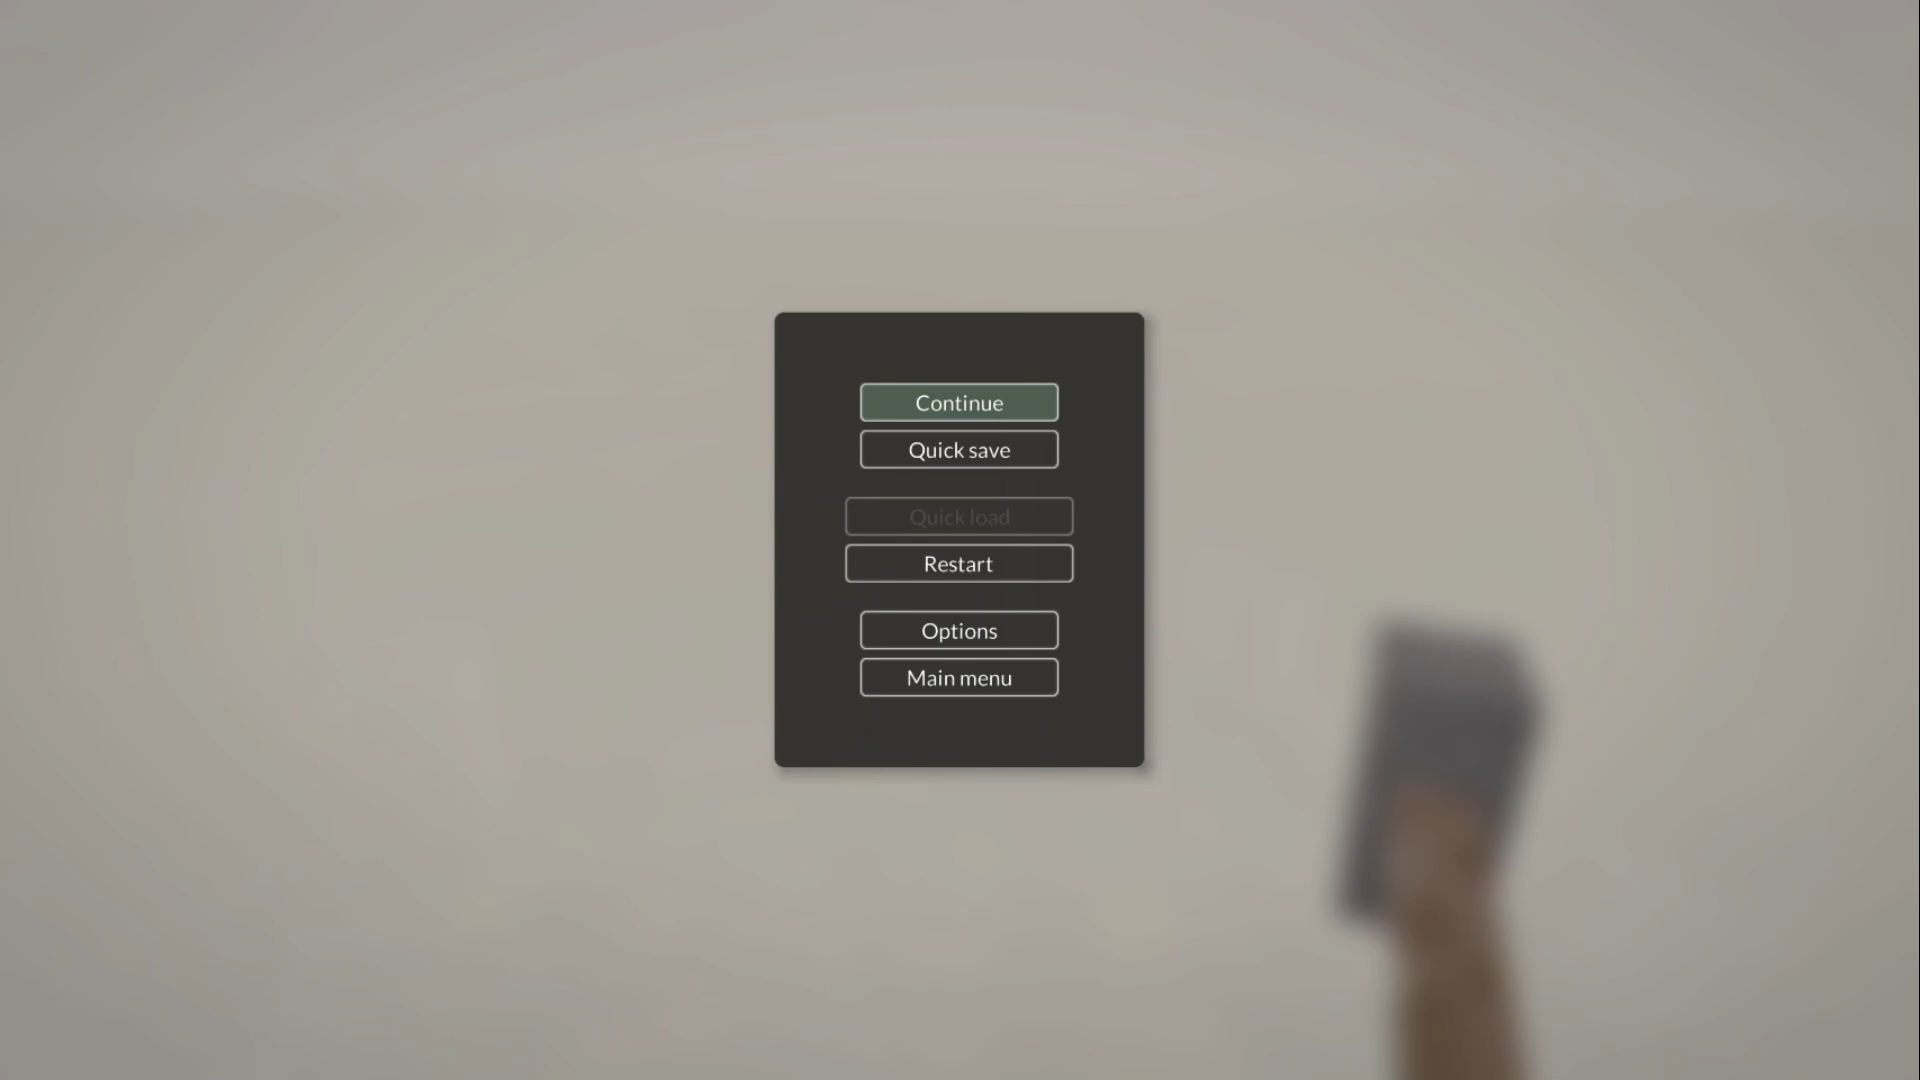 Continue
Quick save
Quick load
Restart
Options
Main menu